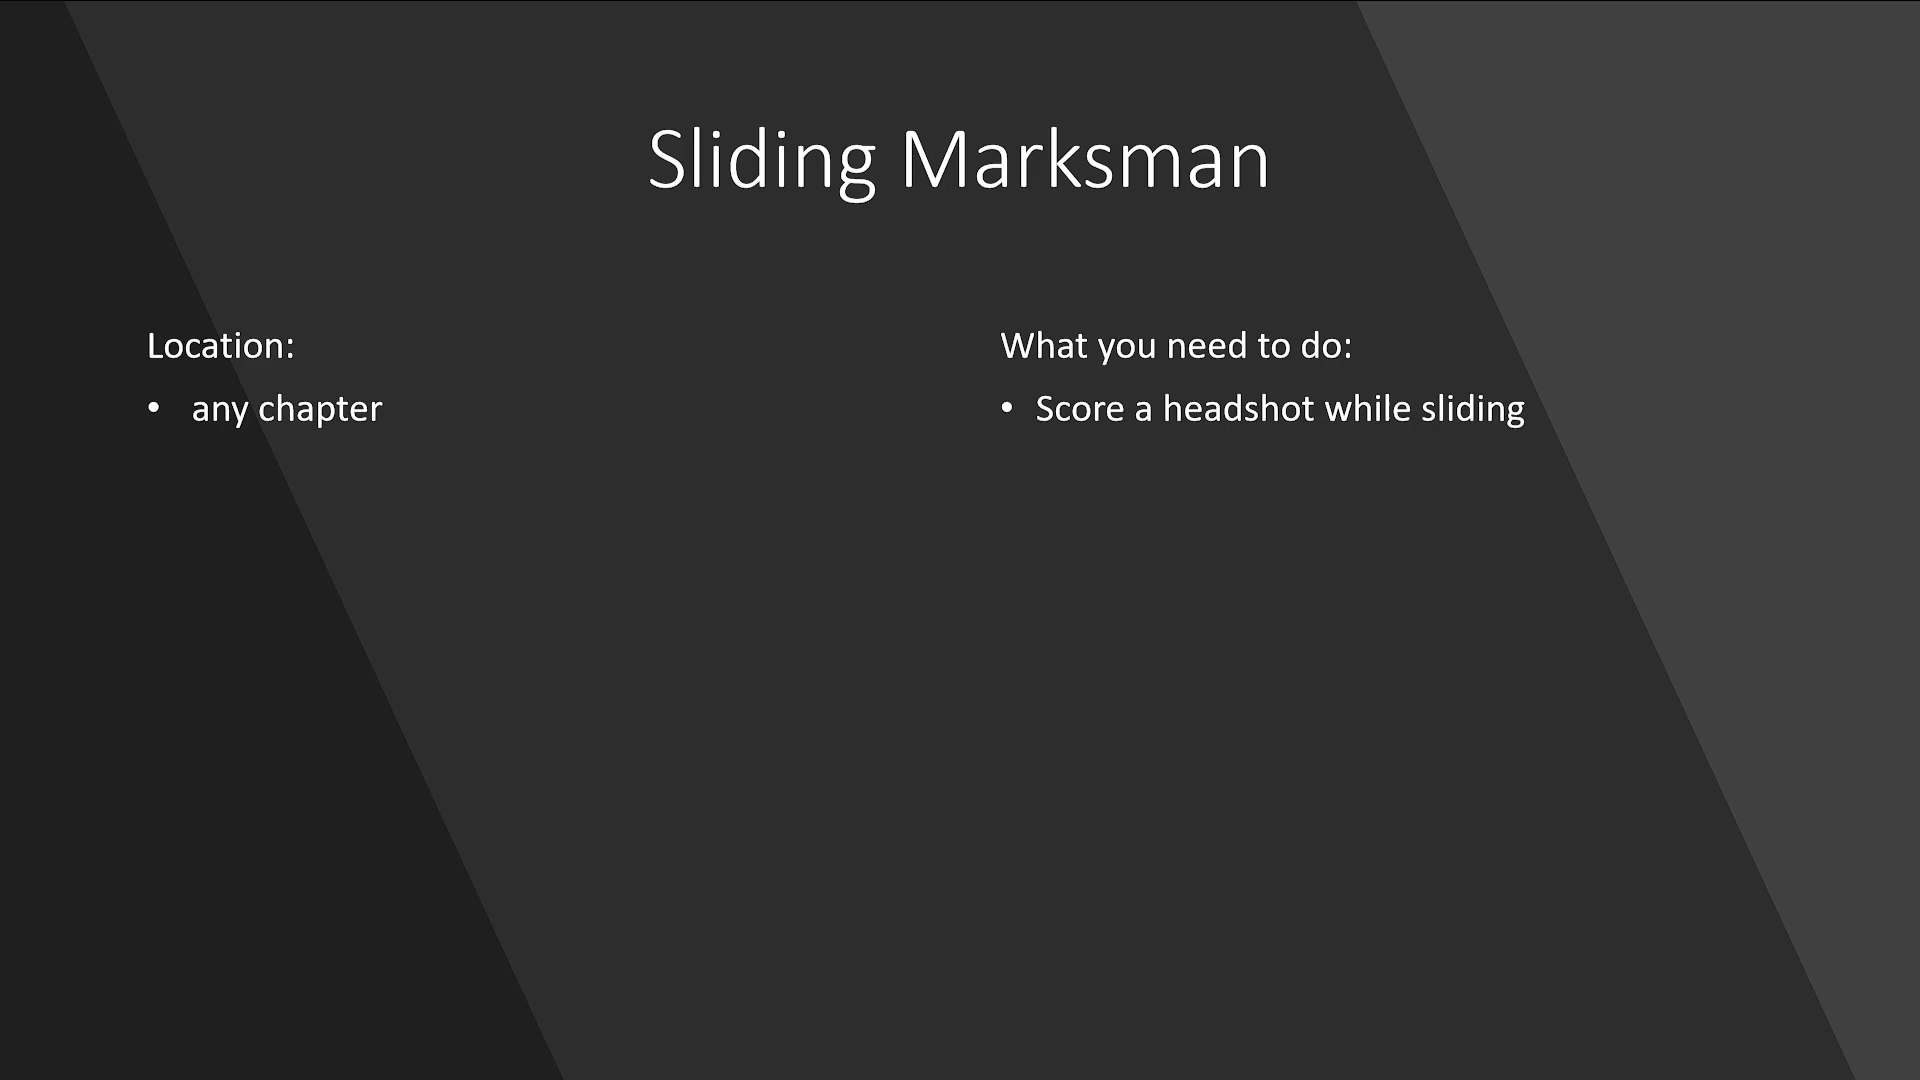 Sliding Marksman
Location:
• any chapter
What you need to do:
• Score a headshot while sliding